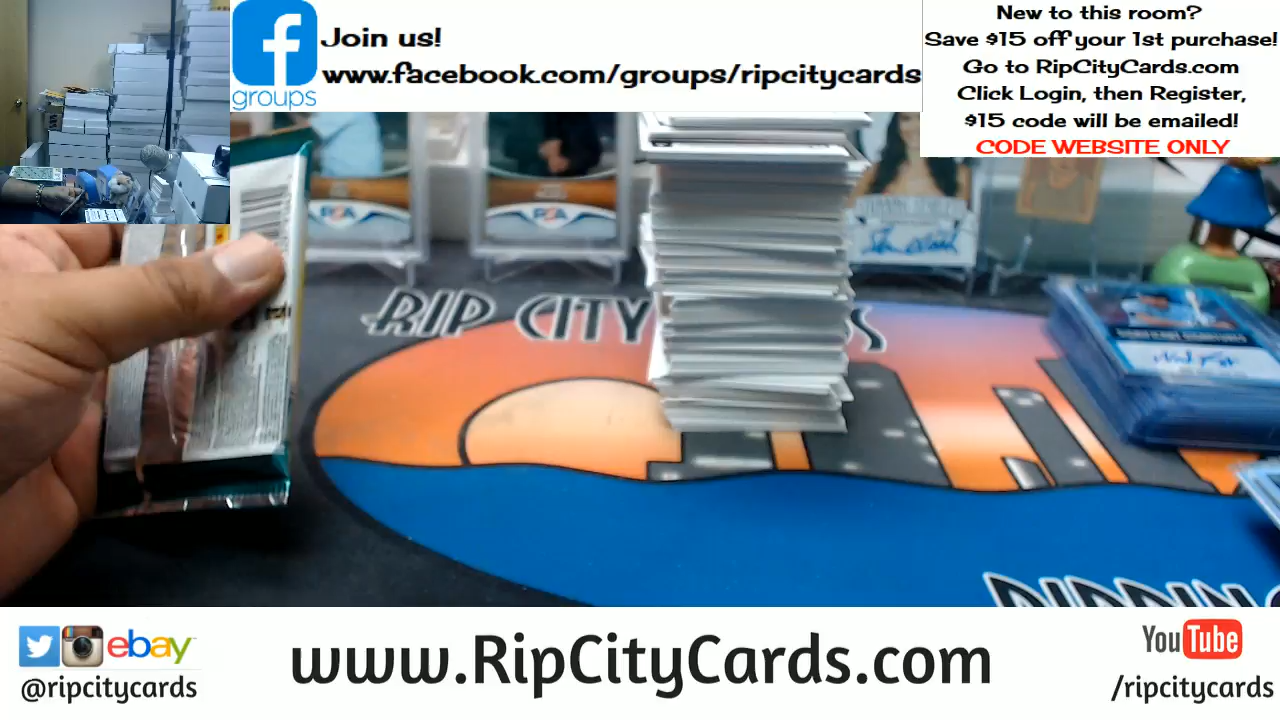 Join us!
www.facebook.com/groups/ripcitycards
groups
New to this room?
Save $15 off your 1st purchase!
Go to RipCityCards.com
Click Login, then Register,
$15 code will be emailed!
CODE WEBSITE ONLY
PSA
PSA
RIP CITY
ebay
@ripcitycards
www.RipCityCards.com
YouTube
/ripcitycards